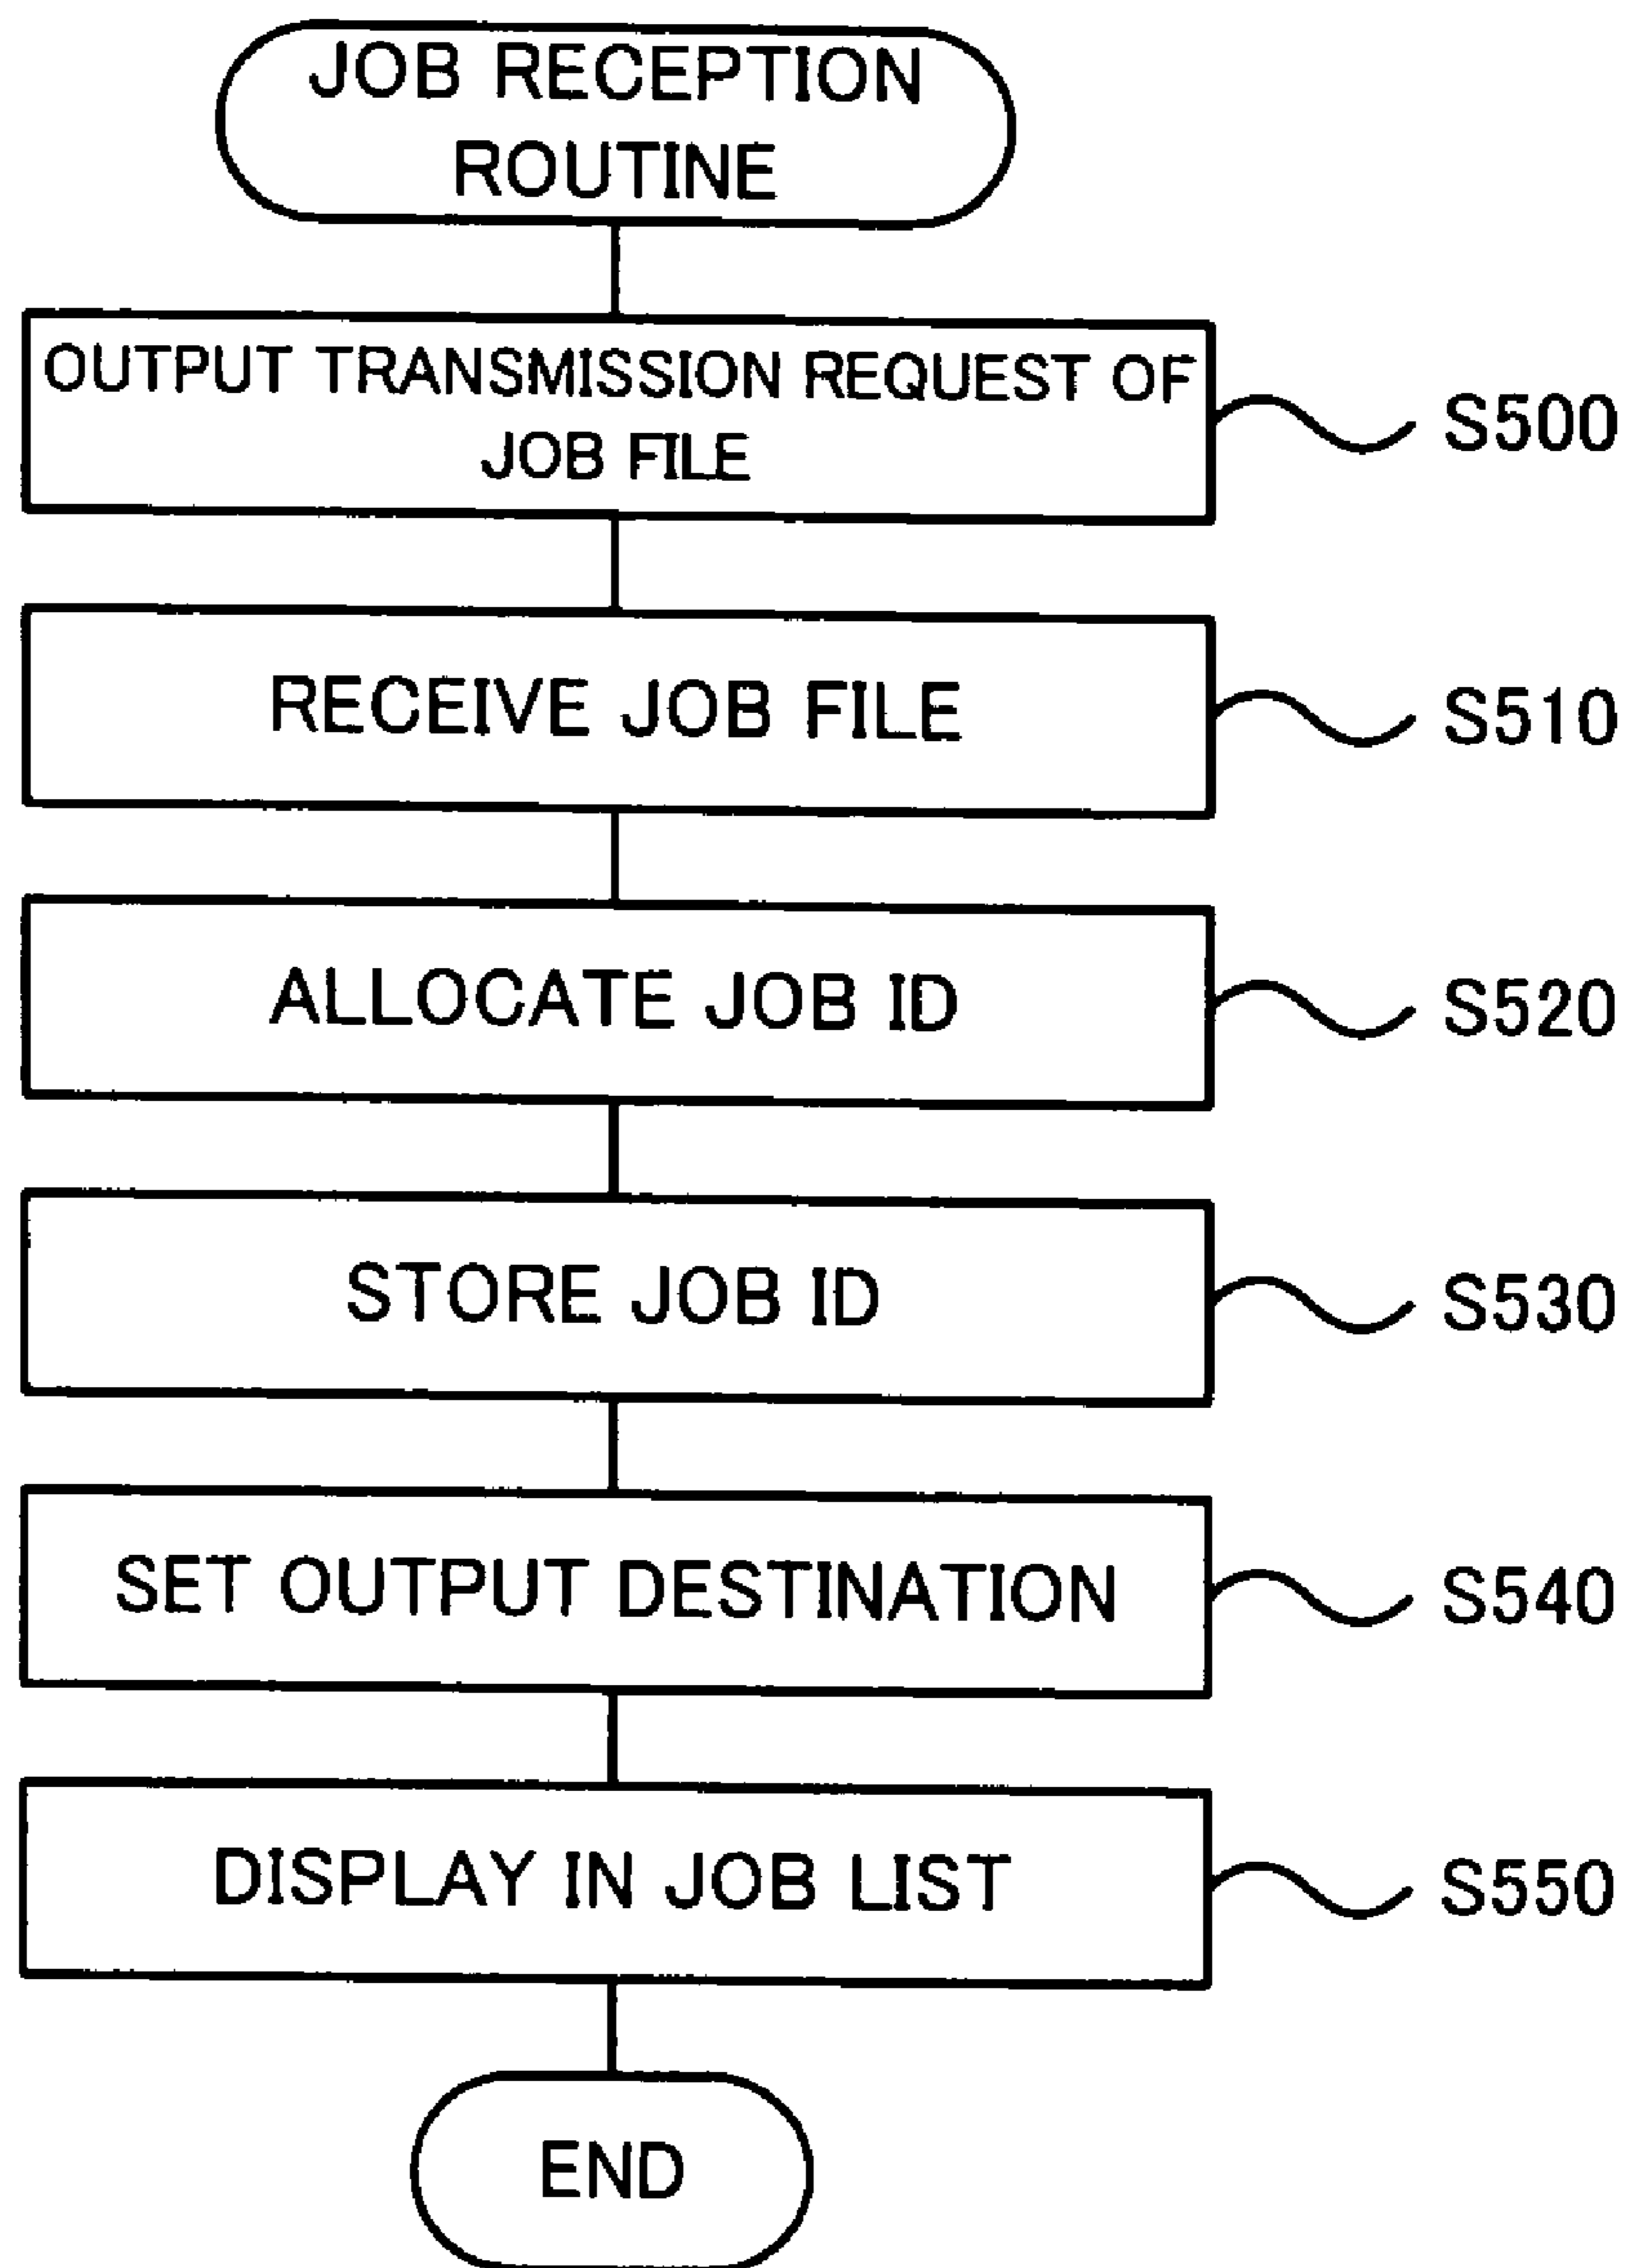 JOB RECEPTION
ROUTINE
OUTPUT TRANSMISSION REQUEST OF
JOB FILE
S500
RECEIVE JOB FILE
S510
ALLOCATE JOB ID
S520
STORE JOB ID
S530
SET OUTPUT DESTINATION
S540
DISPLAY IN JOB LIST
S550
END